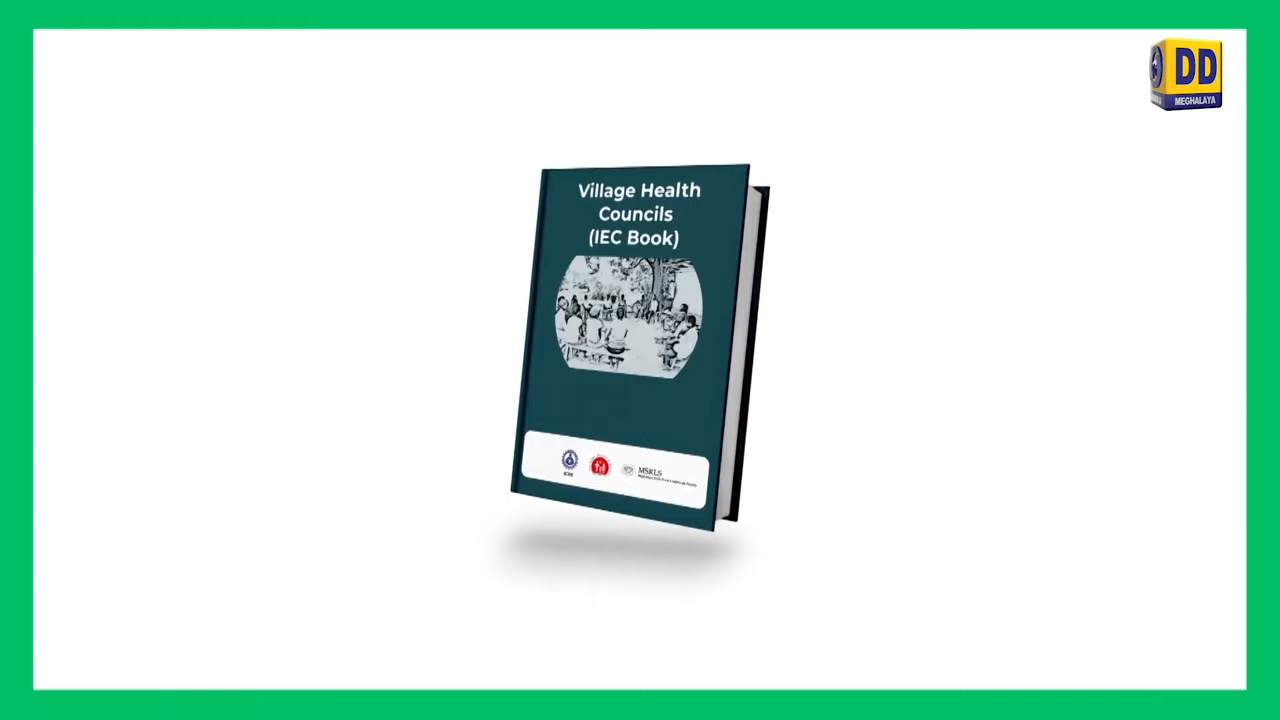 DD
MEGHALAYA
Village Health
Councils
(IEC Book)
MSRLS